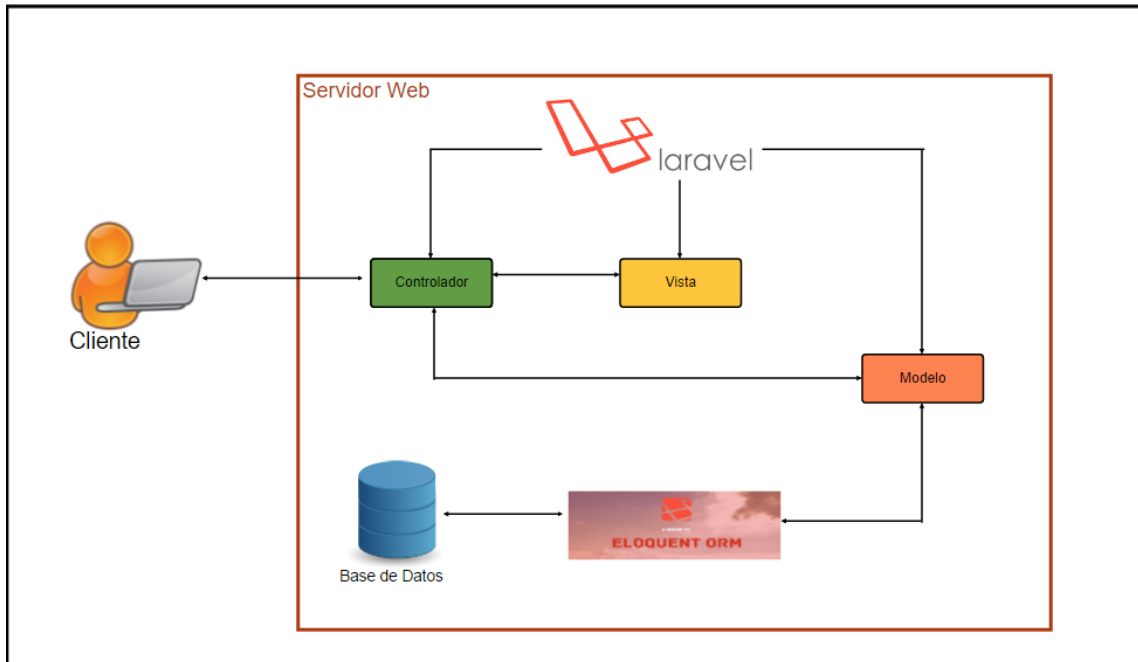 Servidor Web
laravel
Controlador
Vista
Cliente
Modelo
ELOQUENT ORM
Base de Datos